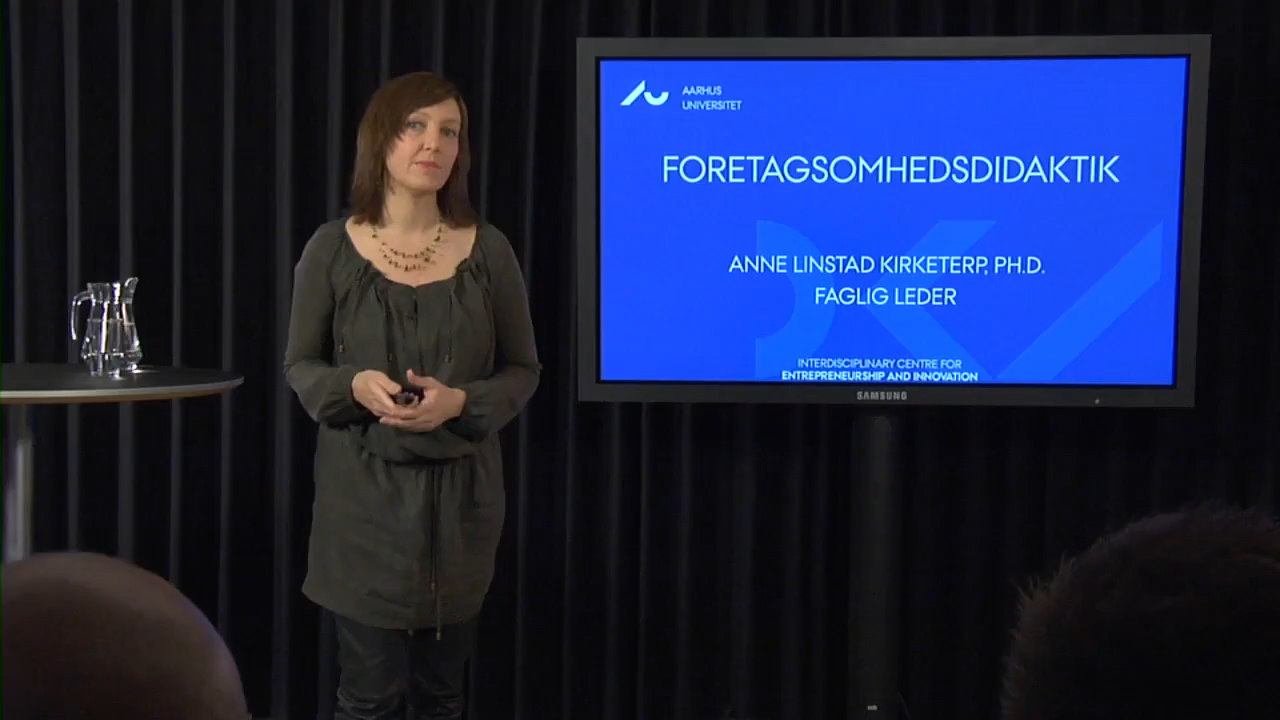 AARHUS
UNIVERSITET
FORETAGSOMHEDSDIDAKTIK
ANNE LINSTAD KIRKETERP, PH.D.
FAGLIG LEDER
INTERDISCIPLINARY CENTRE FOR
ENTREPRENEURSHIP AND INNOVATION
SAMSUNG